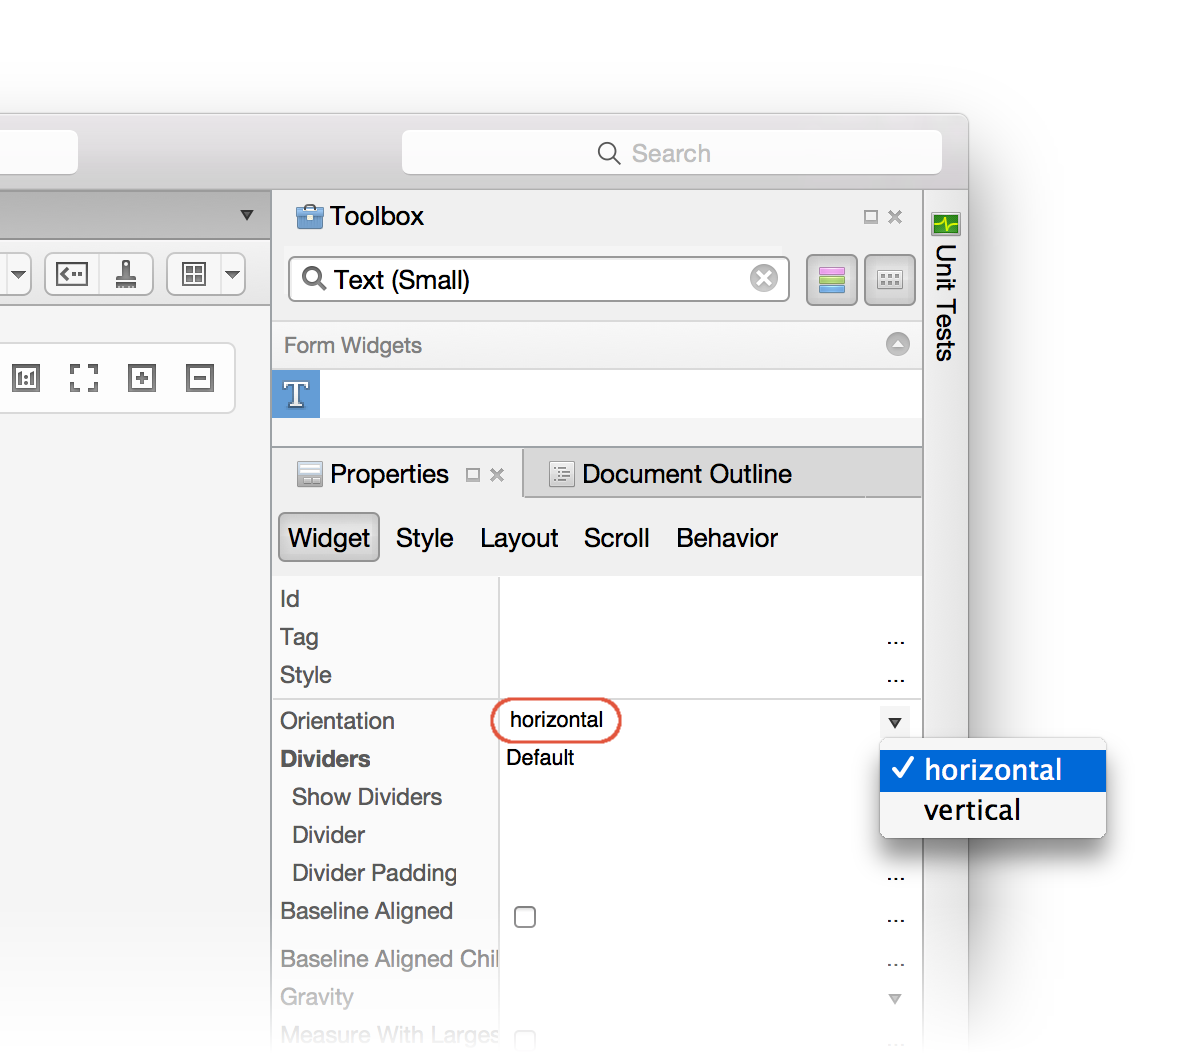 Search
Toolbox
Text (Small)
Unit Tests
Form Widgets
1:1
T
Properties
Document Outline
Widget Style Layout Scroll Behavior
Id
Tag ...
Style ...
Orientation horizontal
horizontal
vertical
Dividers Default
Show Dividers
Divider
Divider Padding ...
Baseline Aligned ...
Baseline Aligned Chil ...
Gravity
Measure With Larges ...